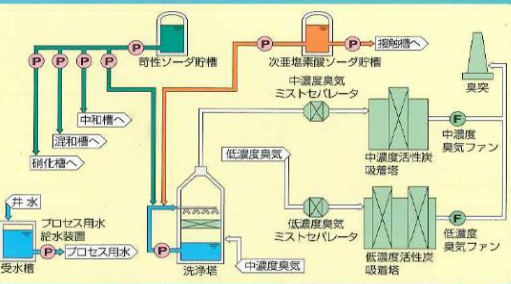 P
苛性ソーダ貯槽
P
次亜塩素酸ソーダ貯槽
P
接触槽へ
臭突
P
P
P
P
中和槽へ
混和槽へ
硝化槽へ
中濃度臭気
ミストセパレータ
中濃度活性炭
吸着塔
F
中濃度
臭気ファン
低濃度臭気
低濃度臭気
ミストセパレータ
低濃度活性炭
吸着塔
F
低濃度
臭気ファン
井水
プロセス用水
給水装置
P
プロセス用水
受水槽
P
洗浄塔
中濃度臭気